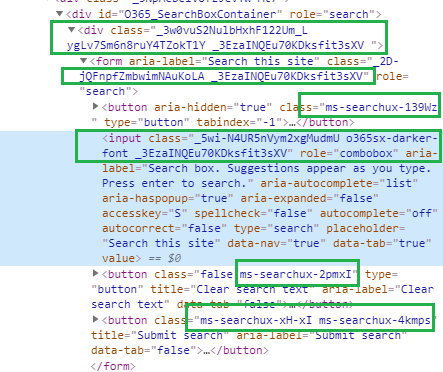 ▼<div id="O365_SearchBoxContainer" role="search">
▼<div class="_3w0vuS2NulbHxhF122Um_L
ygLv7Sm6n8ruY4TZokT1Y _3EzaINQEu70KDksfit3sXV ">
▼<form aria-label="Search this site" class="_2D-
jQFnpfZmbwimNAuKoLA _3EzaINQEu70KDksfit3sXV" role=
"search">
▶<button aria-hidden="true" class="ms-searchux-139Wz
" type="button" tabindex="-1">…</button>
<input class="_5wi-N4UR5nVym2xgMudmU o365sx-darker-
font _3EzaINQEu70KDksfit3sXV" role="combobox" aria-
label="Search box. Suggestions appear as you type.
Press enter to search." aria-autocomplete="list"
aria-haspopup="true" aria-expanded="false"
accesskey="S" spellcheck="false" autocomplete="off"
autocorrect="false" type="search" placeholder=
"Search this site" data-nav="true" data-tab="true"
value> == $0
▶<button class="false ms-searchux-2pmxI" type=
"button" title="Clear search text" aria-label="Clear
search text" data-tab="false">…</button>
▶<button class="ms-searchux-xH-xI ms-searchux-4kmps"
title="Submit search" aria-label="Submit search"
data-tab="false">…</button>
</form>